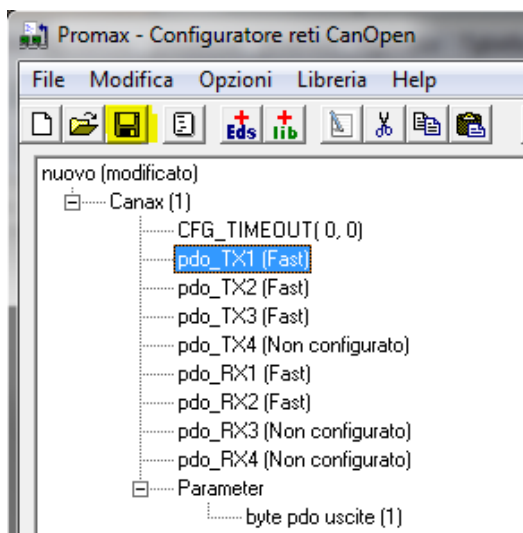 Promax - Configuratore reti CanOpen
File Modifica Opzioni Libreria Help
Eds lib
nuovo (modificato)
Canax (1)
CFG_TIMEOUT( 0, 0)
pdo_TX1 (Fast)
pdo_TX2 (Fast)
pdo_TX3 (Fast)
pdo_TX4 (Non configurato)
pdo_RX1 (Fast)
pdo_RX2 (Fast)
pdo_RX3 (Non configurato)
pdo_RX4 (Non configurato)
Parameter
byte pdo uscite (1)